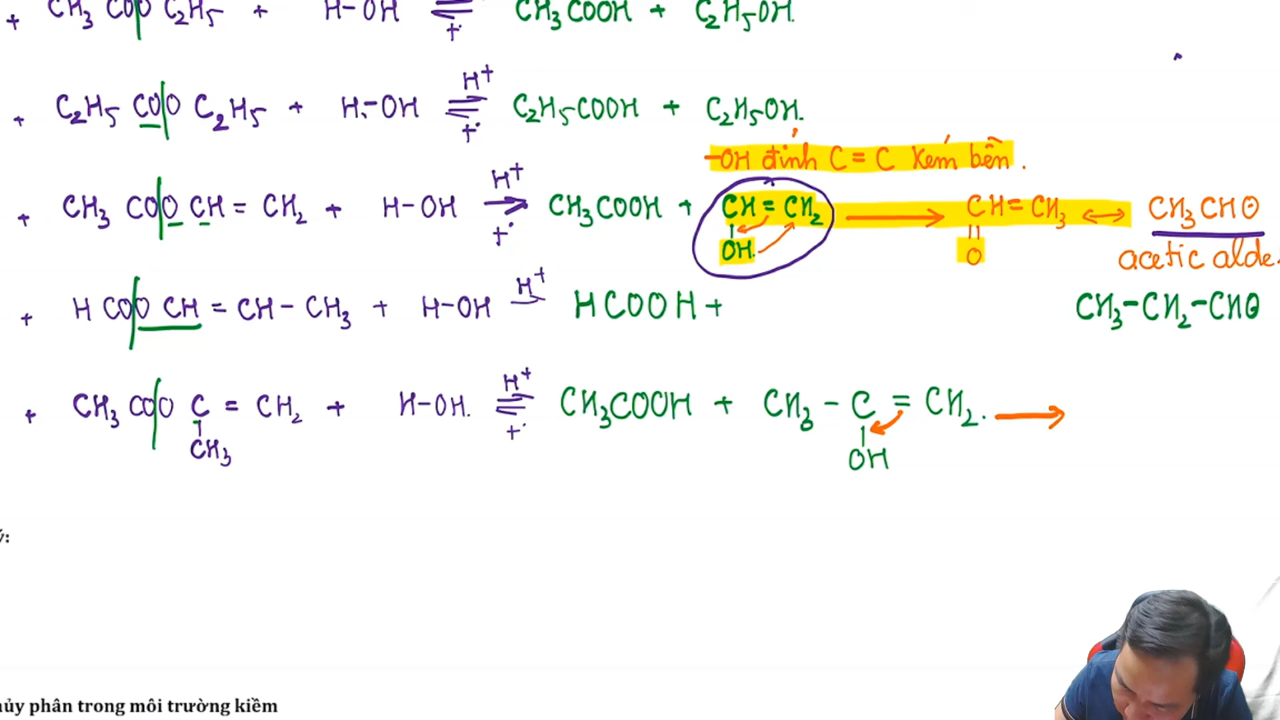 + CH3 COO C2H5 + H-OH ⇌ CH3COOH + C2H5OH.
t°
H+
+ C2H5 COO C2H5 + H-OH ⇌ C2H5COOH + C2H5OH.
t°
-OH đính C = C kém bền.
H+
+ CH3 COO CH = CH2 + H-OH → CH3COOH + CH = CH2 → CH=CH3 ↔ CH3CHO
t° OH. O acetic alde.
H+
+ H COO CH = CH - CH3 + H-OH → HCOOH + CH3-CH2-CHO
H+
+ CH3 COO C = CH2 + H-OH. ⇌ CH3COOH + CH3 - C = CH2. →
t°
CH3 OH
ý:
hủy phân trong môi trường kiềm